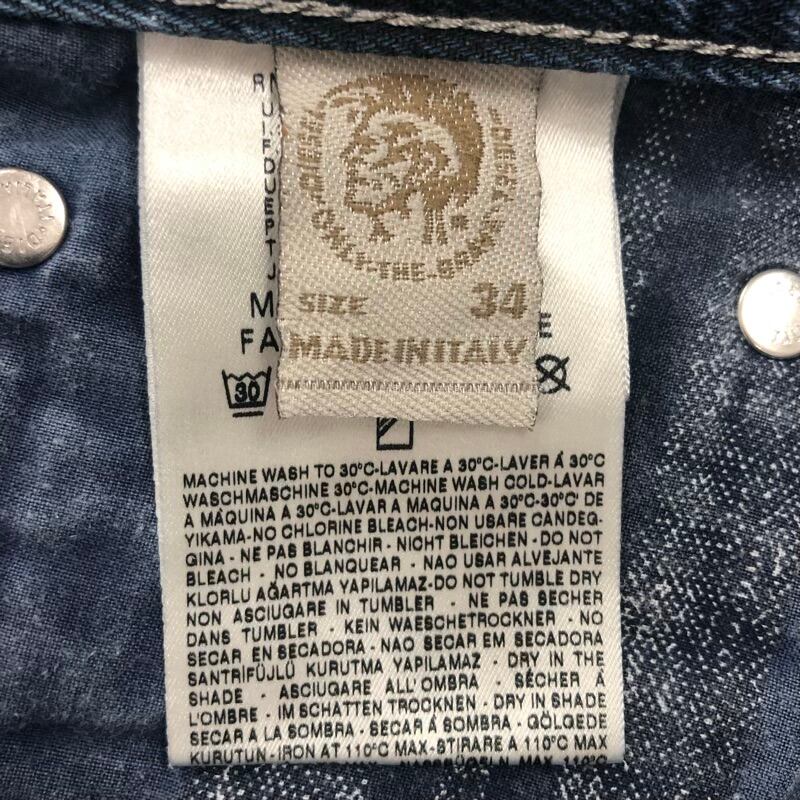 DIESEL
ONLY-THE-BRAVE
SIZE 34
MADE IN ITALY
M
FA
E
30
MACHINE WASH TO 30°C-LAVARE A 30°C-LAVER À 30°C
WASCHMASCHINE 30°C-MACHINE WASH COLD-LAVAR
A MÀQUINA A 30°C-LAVAR A MAQUINA A 30°C-30°C' DE
YIKAMA-NO CHLORINE BLEACH-NON USARE CANDEG-
GINA - NE PAS BLANCHIR - NICHT BLEICHEN - DO NOT
BLEACH - NO BLANQUEAR - NAO USAR ALVEJANTE
KLORLU AĞARTMA YAPILAMAZ-DO NOT TUMBLE DRY
NON ASCIUGARE IN TUMBLER - NE PAS SECHER
DANS TUMBLER - KEIN WAESCHETROCKNER - NO
SECAR EN SECADORA - NAO SECAR EM SECADORA
SANTRİFÜJLÜ KURUTMA YAPILAMAZ - DRY IN THE
SHADE - ASCIUGARE ALL'OMBRA - SÉCHER À
L'OMBRE - IM SCHATTEN TROCKNEN - DRY IN SHADE
SECAR A LA SOMBRA - SECAR Á SOMBRA - GÖLGEDE
KURUTUN-IRON AT 110°C MAX-STIRARE A 110°C MAX